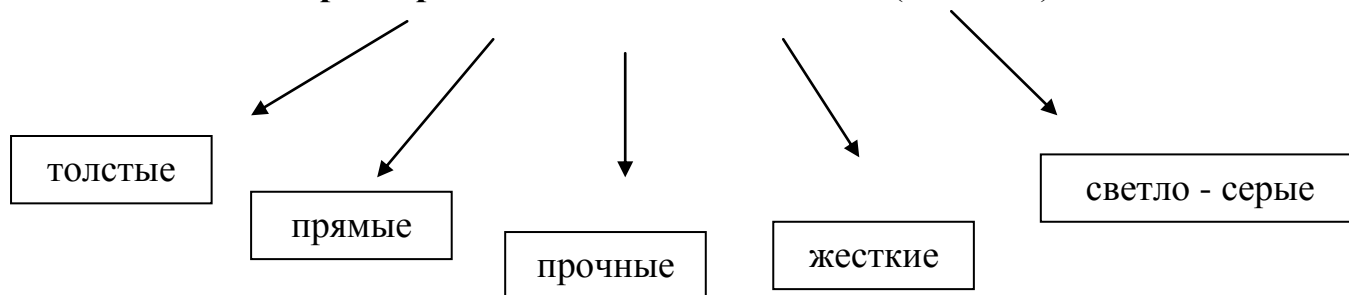 толстые
светло - серые
прямые
жесткие
прочные